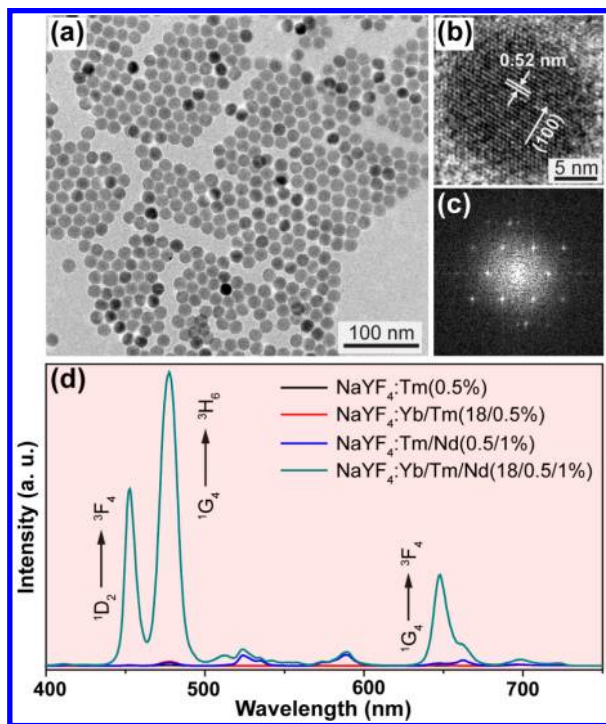 (a)
100 nm
(b)
0.52 nm
(100)
5 nm
(c)
(d)
NaYF₄:Tm(0.5%)
NaYF₄:Yb/Tm(18/0.5%)
NaYF₄:Tm/Nd(0.5/1%)
NaYF₄:Yb/Tm/Nd(18/0.5/1%)
¹D₂ → ³F₄
¹G₄ → ³H₆
¹G₄ → ³F₄
Intensity (a. u.)
400 500 600 700
Wavelength (nm)